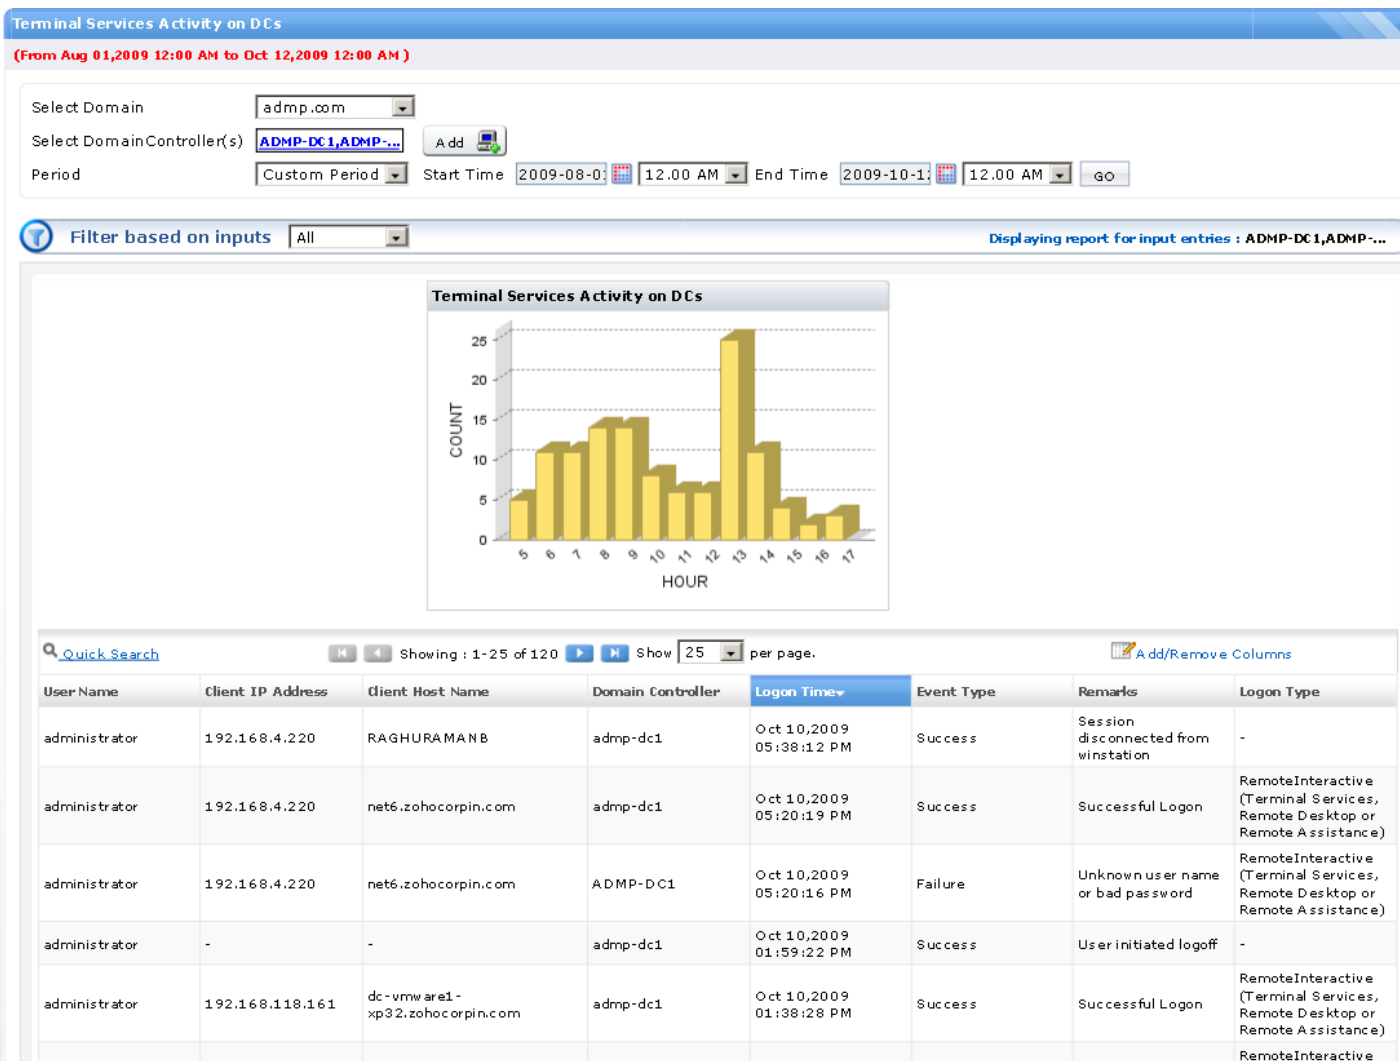 Terminal Services Activity on DCs
(From Aug 01,2009 12:00 AM to Oct 12,2009 12:00 AM )
Select Domain admp.com
Select DomainController(s) ADMP-DC1,ADMP-... Add
Period Custom Period Start Time 2009-08-0 12.00 AM End Time 2009-10-1 12.00 AM GO
Filter based on inputs All Displaying report for input entries : ADMP-DC1,ADMP-...
Terminal Services Activity on DCs
25
20
15
10
5
0
COUNT
5 6 7 8 9 10 11 12 13 14 15 16 17
HOUR
Quick Search Showing : 1-25 of 120 Show 25 per page. Add/Remove Columns
User Name Client IP Address Client Host Name Domain Controller Logon Time Event Type Remarks Logon Type
administrator 192.168.4.220 RAGHURAMANB admp-dc1 Oct 10,2009 05:38:12 PM Success Session disconnected from winstation -
administrator 192.168.4.220 net6.zohocorpin.com admp-dc1 Oct 10,2009 05:20:19 PM Success Successful Logon RemoteInteractive (Terminal Services, Remote Desktop or Remote Assistance)
administrator 192.168.4.220 net6.zohocorpin.com ADMP-DC1 Oct 10,2009 05:20:16 PM Failure Unknown user name or bad password RemoteInteractive (Terminal Services, Remote Desktop or Remote Assistance)
administrator - - admp-dc1 Oct 10,2009 01:59:22 PM Success User initiated logoff -
administrator 192.168.118.161 dc-vmware1-xp32.zohocorpin.com admp-dc1 Oct 10,2009 01:38:28 PM Success Successful Logon RemoteInteractive (Terminal Services, Remote Desktop or Remote Assistance)
RemoteInteractive